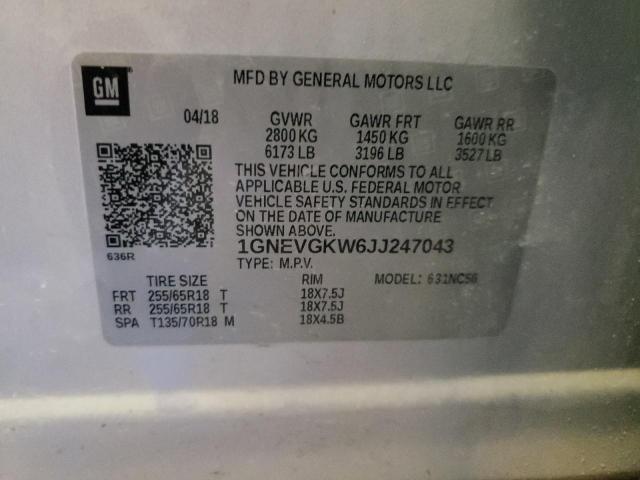 GM
MFD BY GENERAL MOTORS LLC
04/18 GVWR GAWR FRT GAWR RR
2800 KG 1450 KG 1600 KG
6173 LB 3196 LB 3527 LB
THIS VEHICLE CONFORMS TO ALL
APPLICABLE U.S. FEDERAL MOTOR
VEHICLE SAFETY STANDARDS IN EFFECT
ON THE DATE OF MANUFACTURE
SHOWN ABOVE.
636R
1GNEVGKW6JJ247043
TYPE: M.P.V.
TIRE SIZE RIM MODEL: 631NC56
FRT 255/65R18 T 18X7.5J
RR 255/65R18 T 18X7.5J
SPA T135/70R18 M 18X4.5B